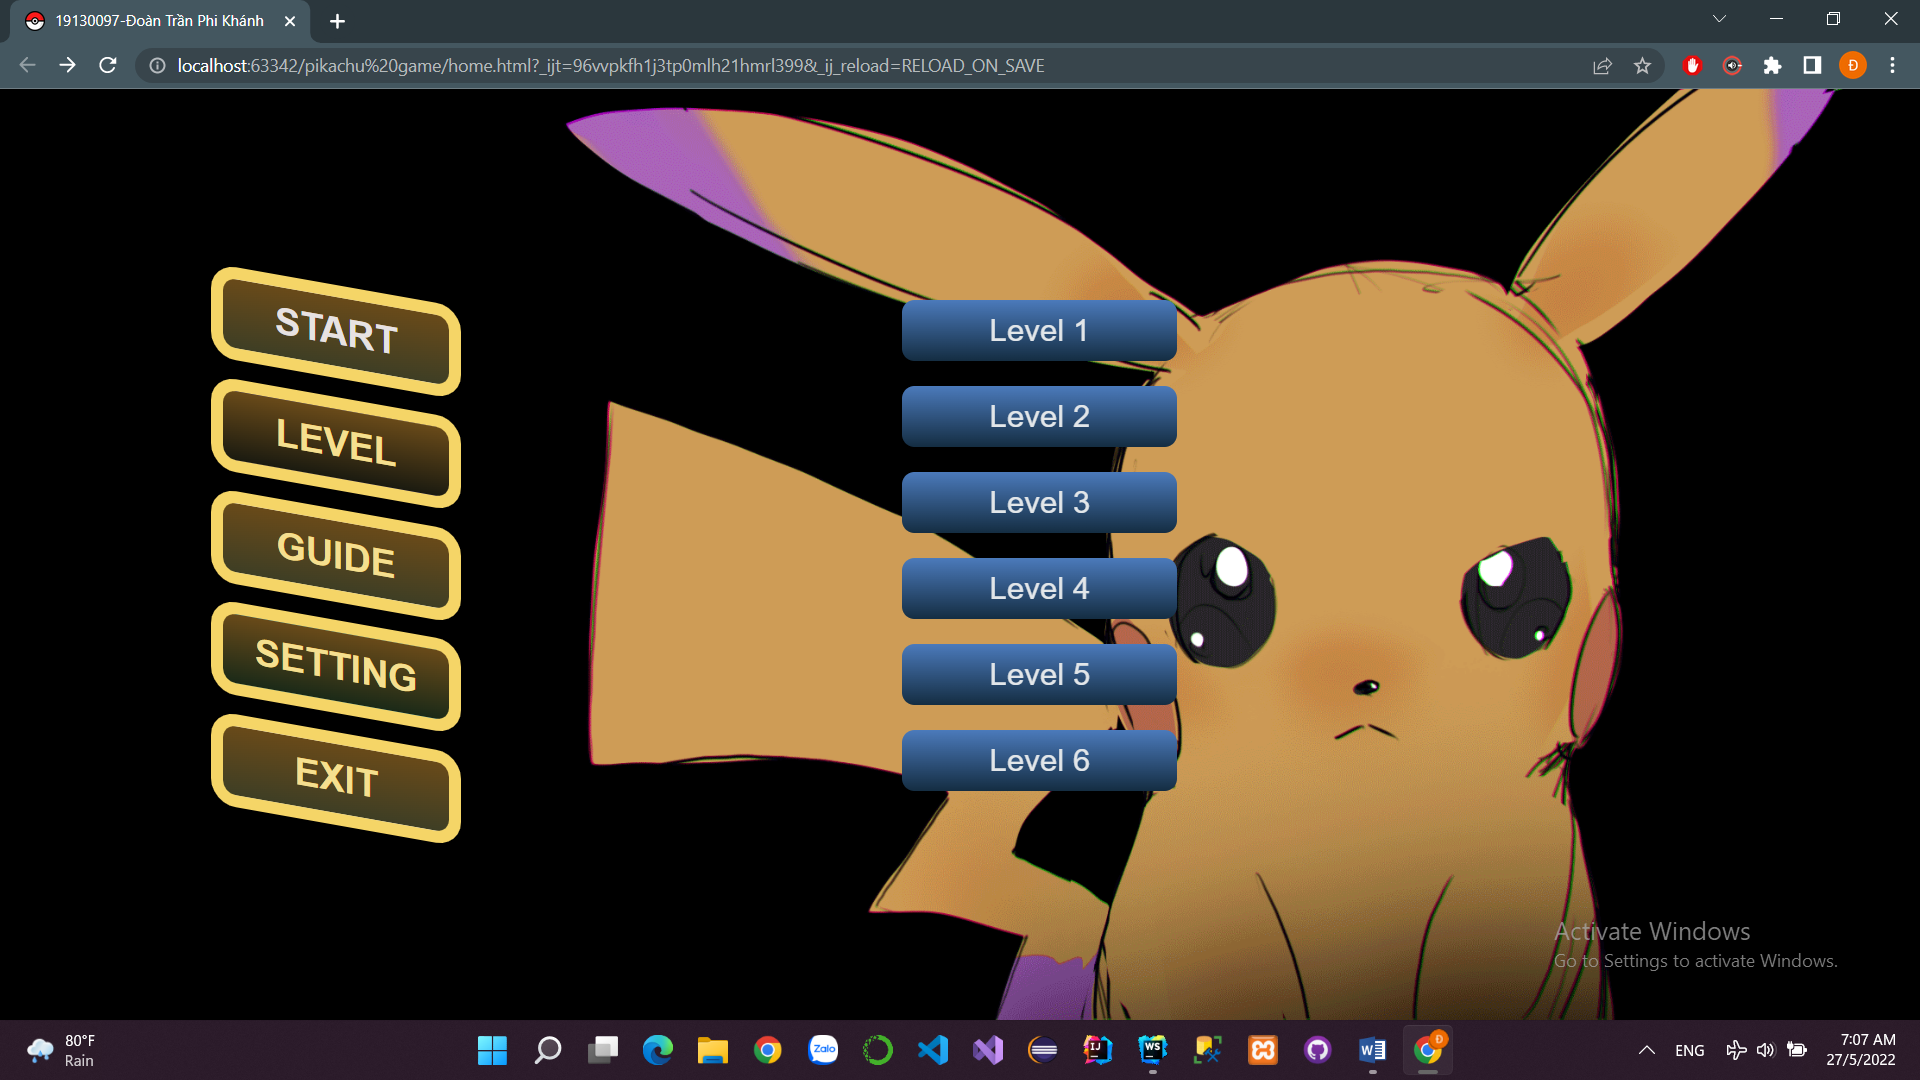 19130097-Đoàn Trần Phi Khánh
localhost:63342/pikachu%20game/home.html?_ijt=96vvpkfh1j3tp0mlh21hmrl399&_ij_reload=RELOAD_ON_SAVE
Đ
START
LEVEL
GUIDE
SETTING
EXIT
Level 1
Level 2
Level 3
Level 4
Level 5
Level 6
Activate Windows
Go to Settings to activate Windows.
80°F
Rain
Zalo
IJ
WS
W
Đ
ENG
7:07 AM
27/5/2022